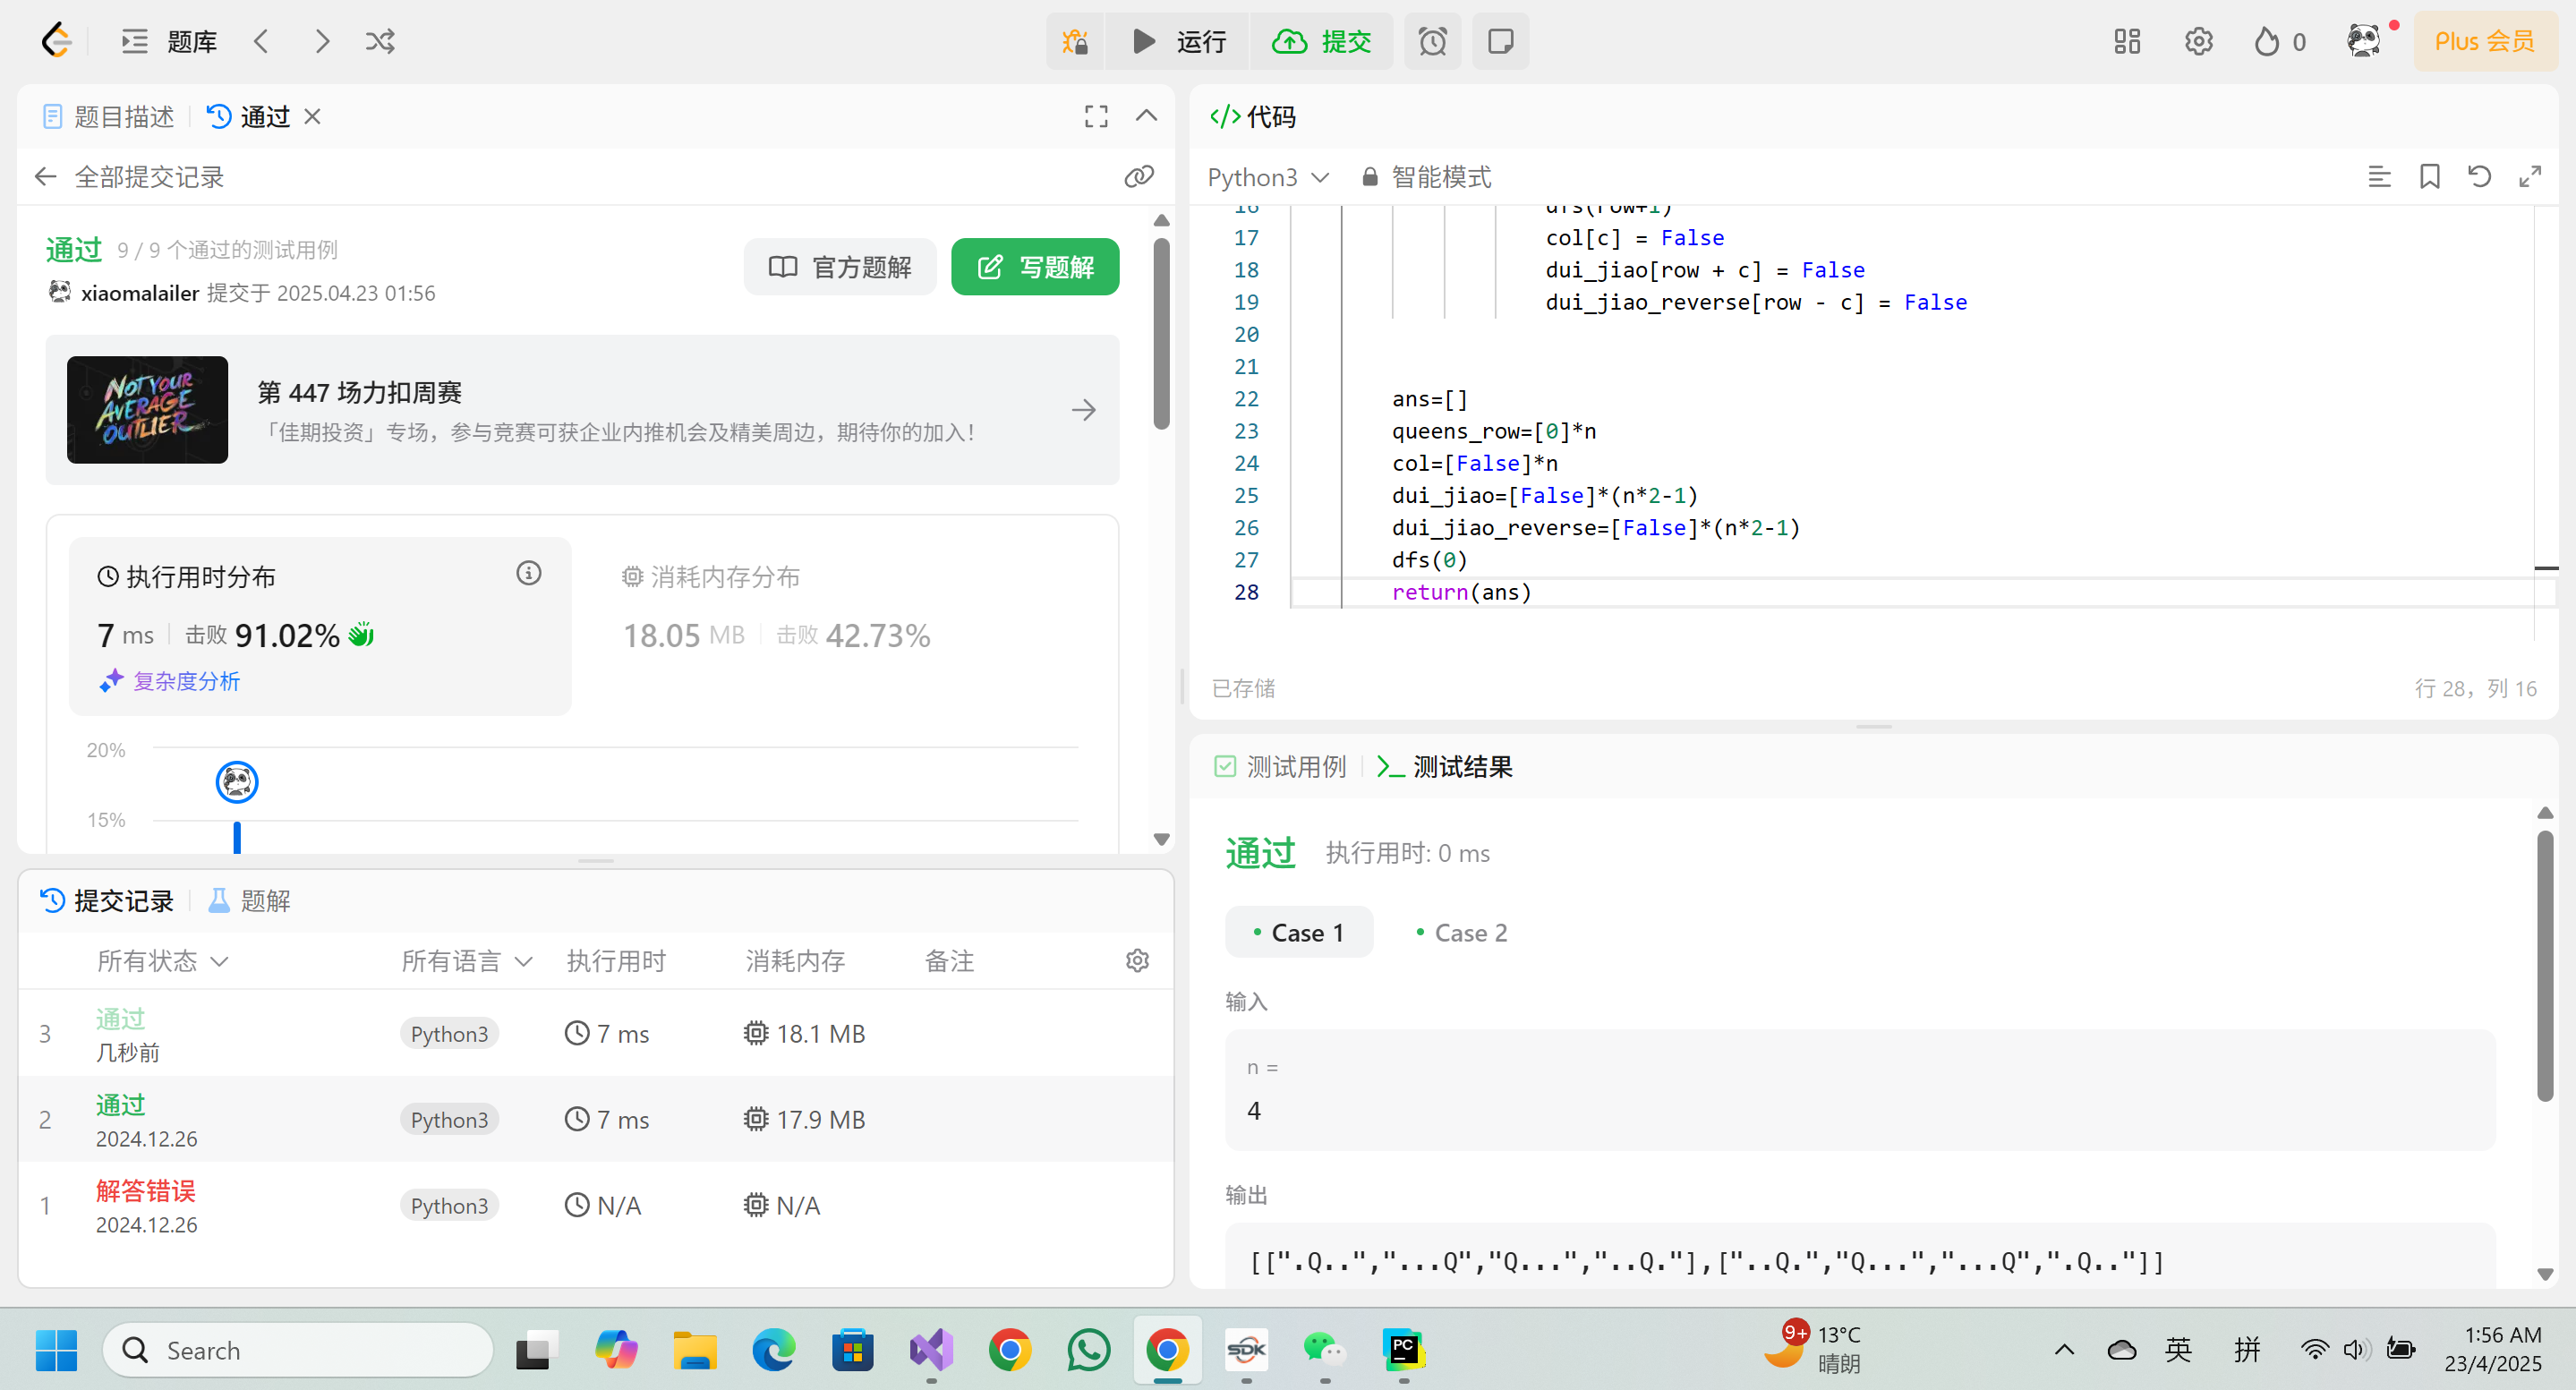 题库
运行
提交
0
Plus 会员
题目描述
通过
全部提交记录
通过 9 / 9 个通过的测试用例
xiaomalailer 提交于 2025.04.23 01:56
官方题解
写题解
NOT YOUR AVERAGE OUTLIER
第 447 场力扣周赛
「佳期投资」专场，参与竞赛可获企业内推机会及精美周边，期待你的加入！
执行用时分布
7 ms 击败 91.02%
复杂度分析
消耗内存分布
18.05 MB 击败 42.73%
20%
15%
提交记录
题解
所有状态 所有语言 执行用时 消耗内存 备注
3 通过 Python3 7 ms 18.1 MB
几秒前
2 通过 Python3 7 ms 17.9 MB
2024.12.26
1 解答错误 Python3 N/A N/A
2024.12.26
代码
Python3 智能模式
16 dfs(row+1)
17 col[c] = False
18 dui_jiao[row + c] = False
19 dui_jiao_reverse[row - c] = False
20
21
22 ans=[]
23 queens_row=[0]*n
24 col=[False]*n
25 dui_jiao=[False]*(n*2-1)
26 dui_jiao_reverse=[False]*(n*2-1)
27 dfs(0)
28 return(ans)
已存储 行 28，列 16
测试用例
测试结果
通过 执行用时: 0 ms
Case 1 Case 2
输入
n =
4
输出
[[".Q..","...Q","Q...","..Q."],["..Q.","Q...","...Q",".Q.."]]
Search
SDK
PC
9+
13°C
晴朗
英
拼
1:56 AM
23/4/2025